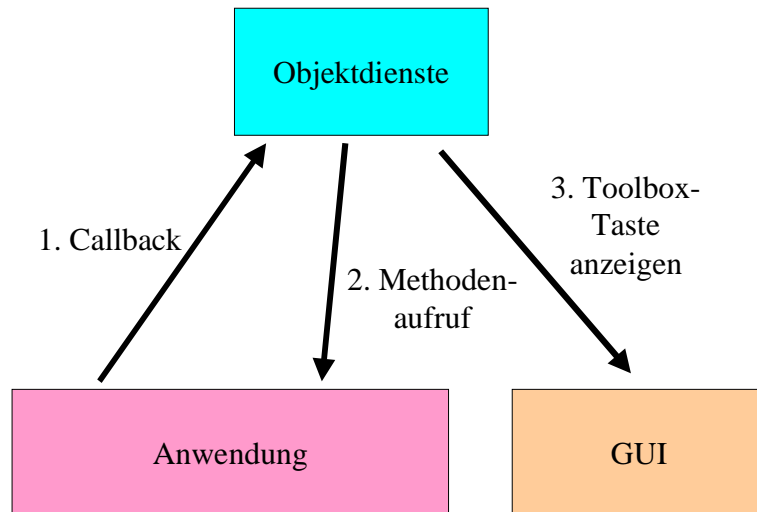 Objektdienste
1. Callback
2. Methoden-
aufruf
3. Toolbox-
Taste
anzeigen
Anwendung
GUI